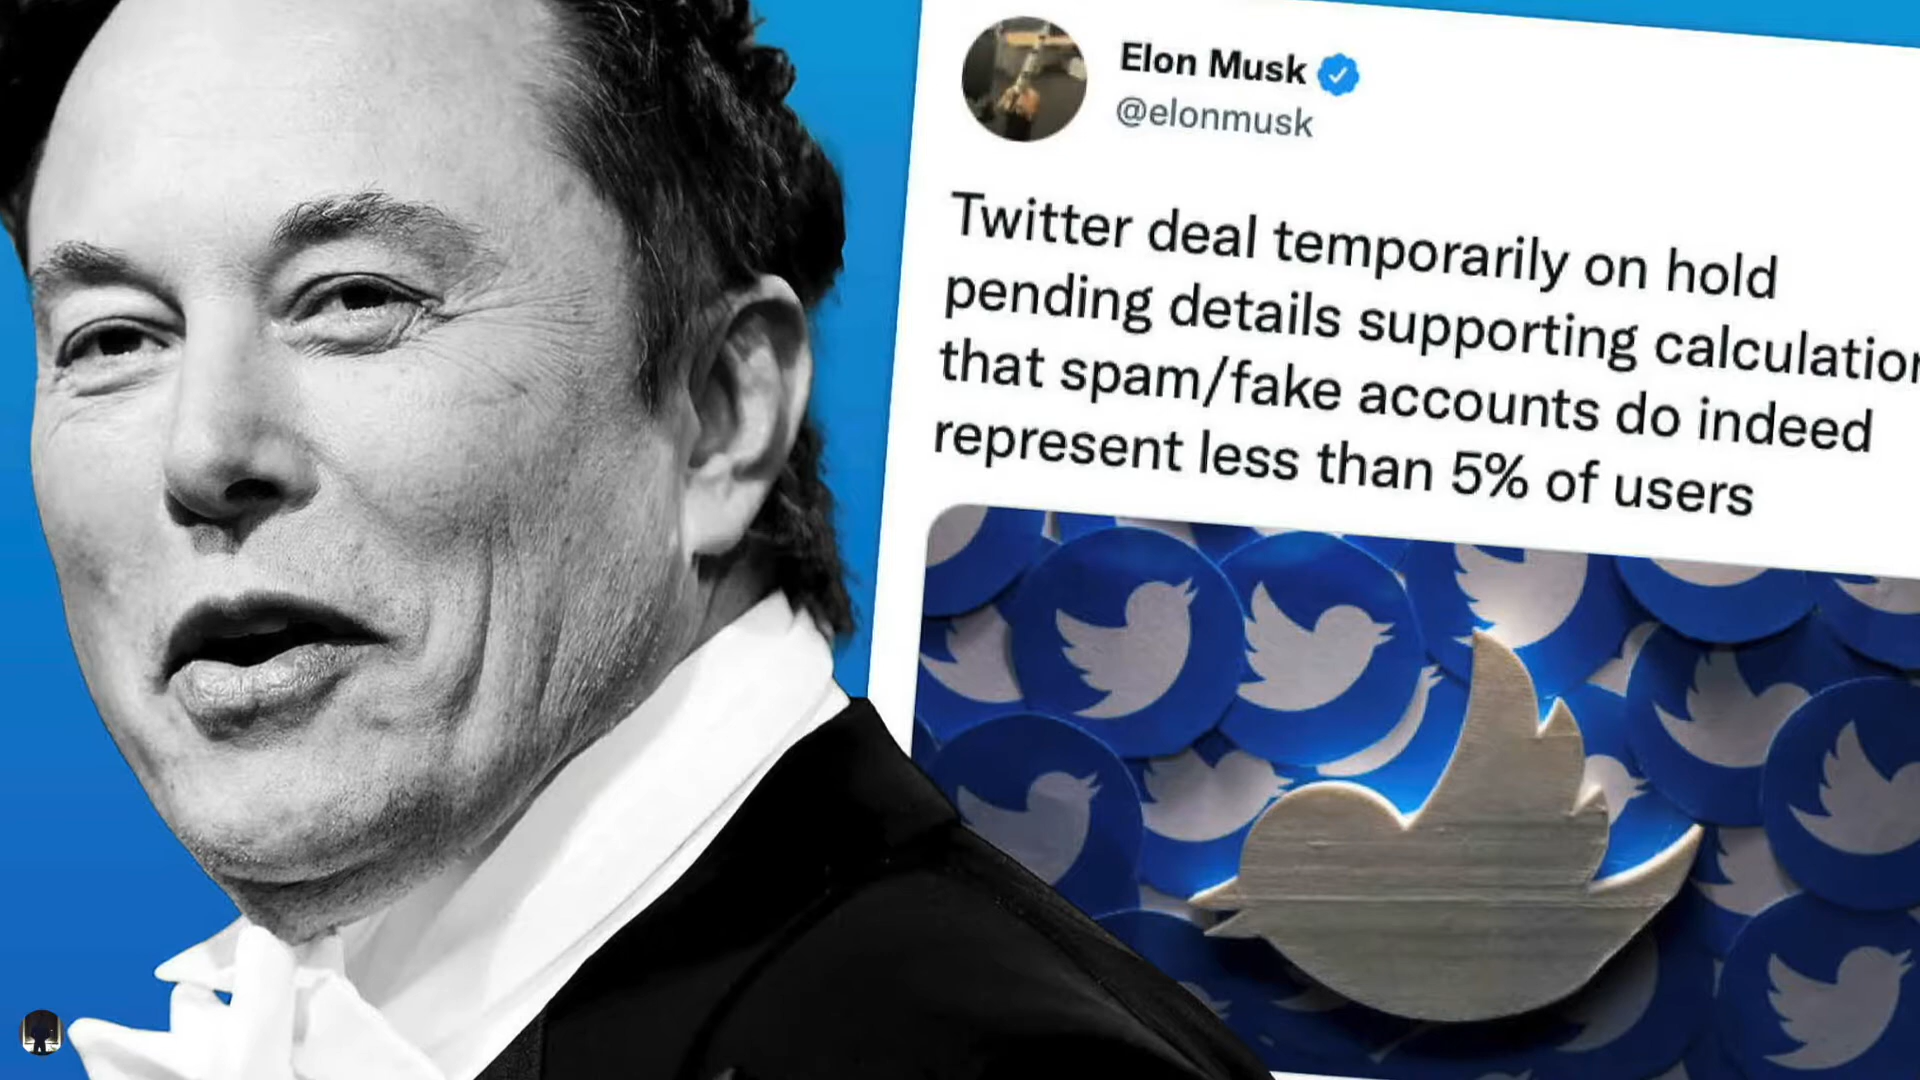 Elon Musk
@elonmusk
Twitter deal temporarily on hold
pending details supporting calculation
that spam/fake accounts do indeed
represent less than 5% of users